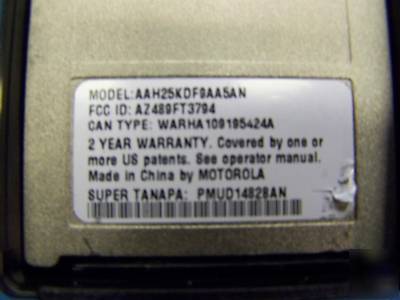 MODEL: AAH25KDF9AA5AN
FCC ID: AZ489FT3794
CAN TYPE: WARHA109195424A
2 YEAR WARRANTY. Covered by one or
more US patents. See operator manual.
Made in China by MOTOROLA
SUPER TANAPA: PMUD14828AN